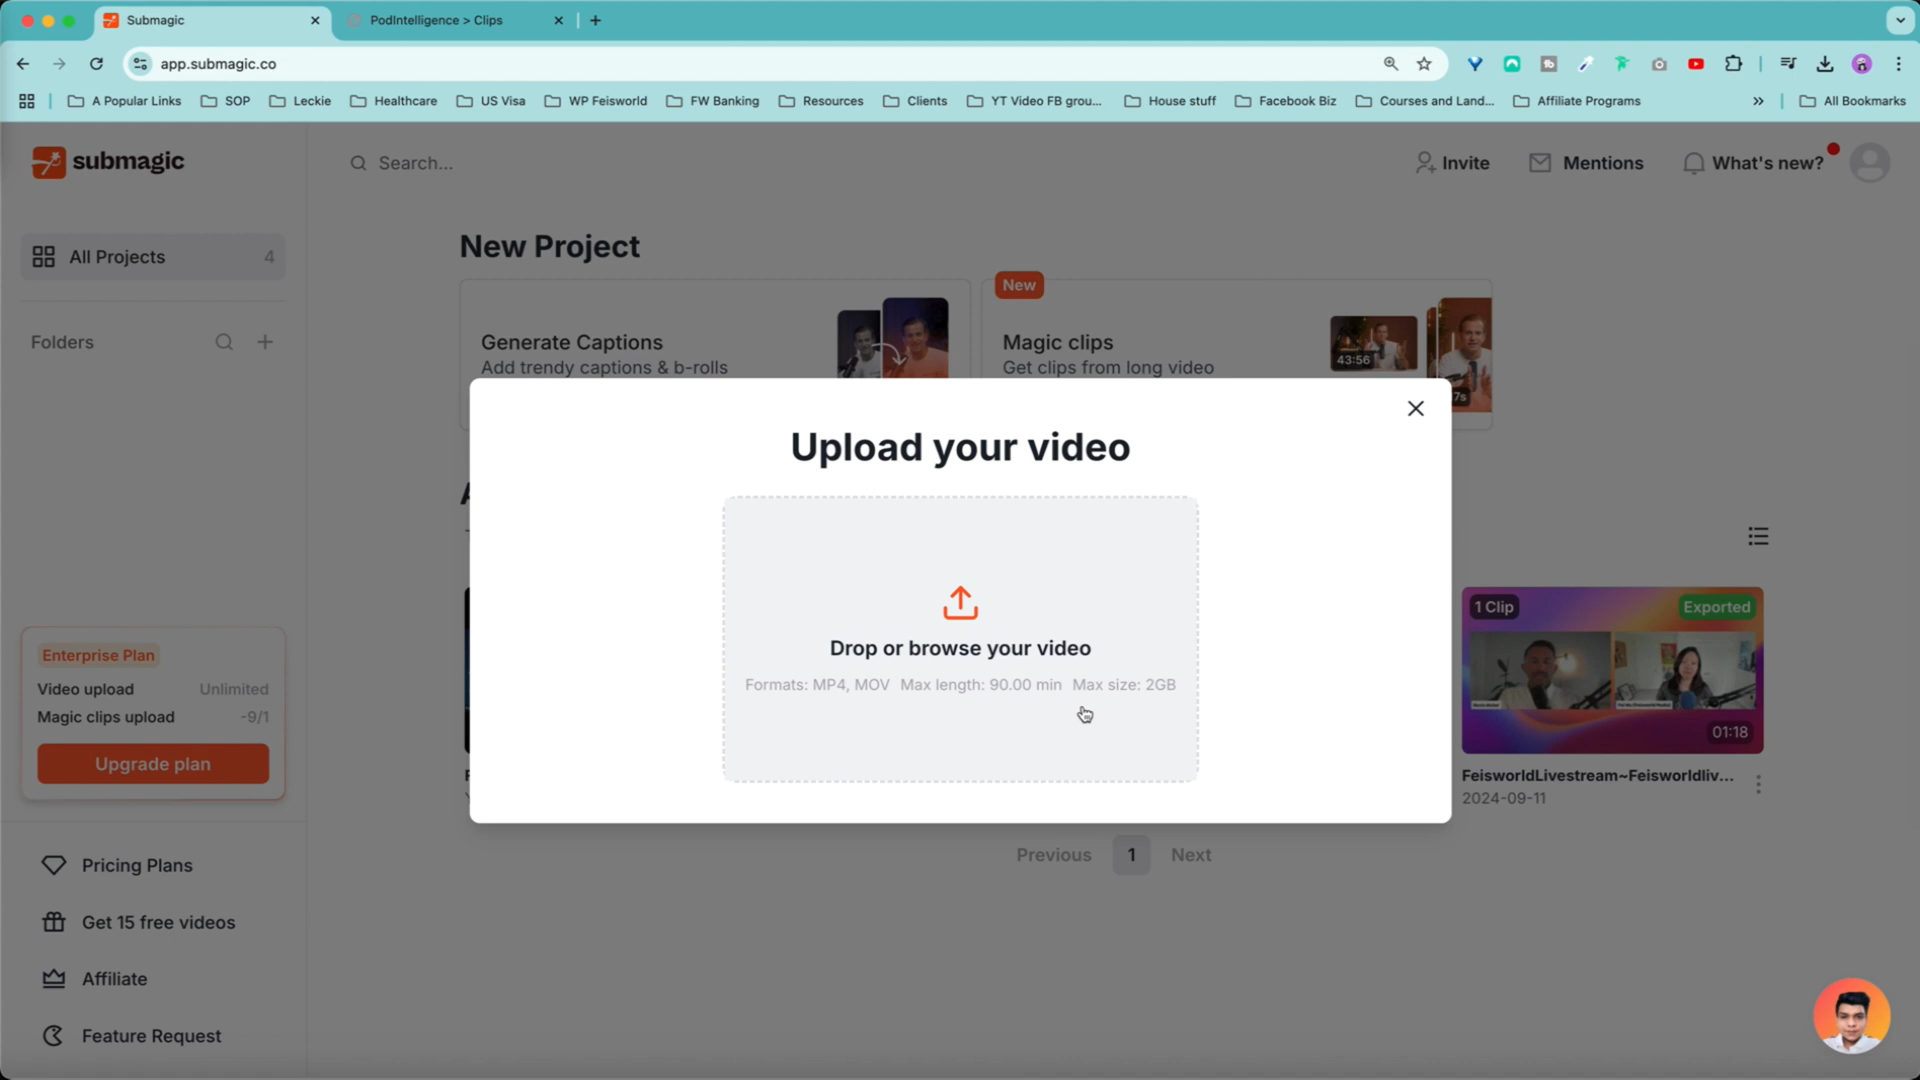 Submagic
PodIntelligence > Clips
app.submagic.co
A Popular Links
SOP
Leckie
Healthcare
US Visa
WP Feisworld
FW Banking
Resources
Clients
YT Video FB grou...
House stuff
Facebook Biz
Courses and Land...
Affiliate Programs
All Bookmarks
submagic
Search...
Invite
Mentions
What's new?
All Projects
4
New Project
New
Folders
Generate Captions
Add trendy captions & b-rolls
Magic clips
Get clips from long video
43:56
7s
Upload your video
Drop or browse your video
Formats: MP4, MOV Max length: 90.00 min Max size: 2GB
1 Clip
Exported
01:18
FeisworldLivestream~Feisworldliv...
2024-09-11
Enterprise Plan
Video upload
Unlimited
Magic clips upload
-9/1
Upgrade plan
Previous
1
Next
Pricing Plans
Get 15 free videos
Affiliate
Feature Request